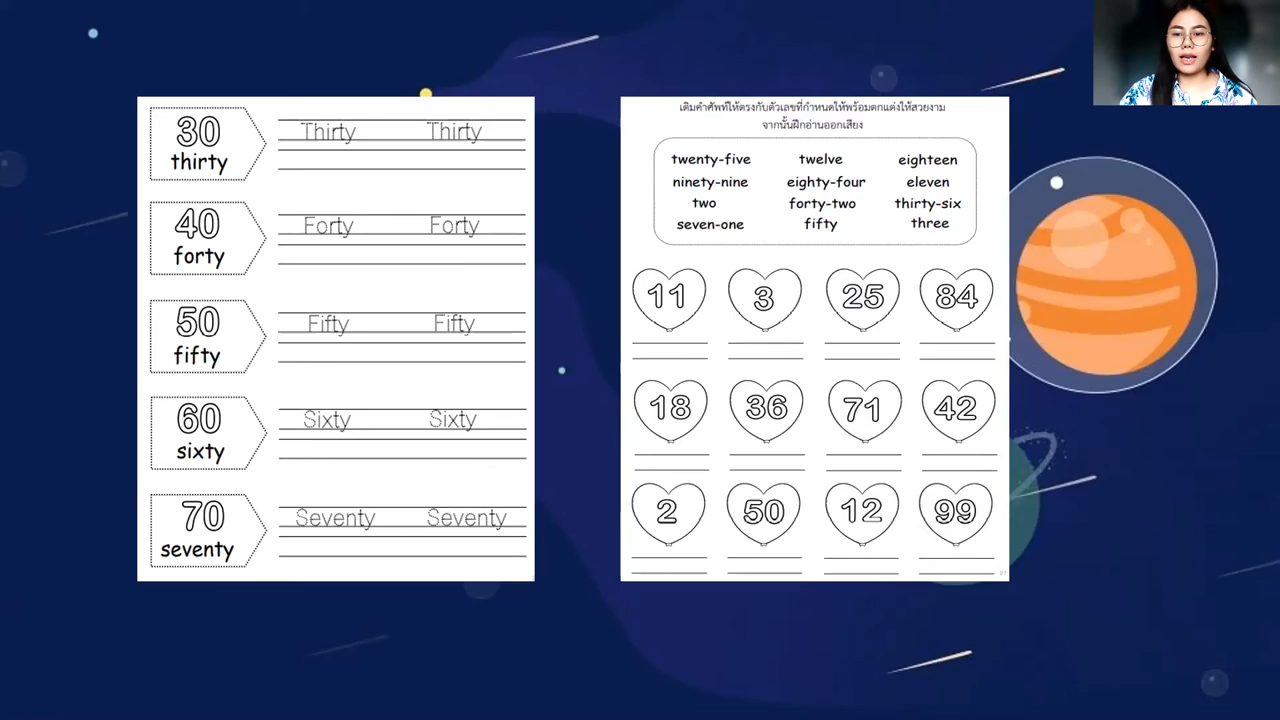 30
thirty
Thirty Thirty
40
forty
Forty Forty
50
fifty
Fifty Fifty
60
sixty
Sixty Sixty
70
seventy
Seventy Seventy
เติมคำศัพท์ให้ตรงกับตัวเลขที่กำหนดให้พร้อมตกแต่งให้สวยงาม
จากนั้นฝึกอ่านออกเสียง
twenty-five twelve eighteen
ninety-nine eighty-four eleven
two forty-two thirty-six
seven-one fifty three
11 3 25 84
18 36 71 42
2 50 12 99
27